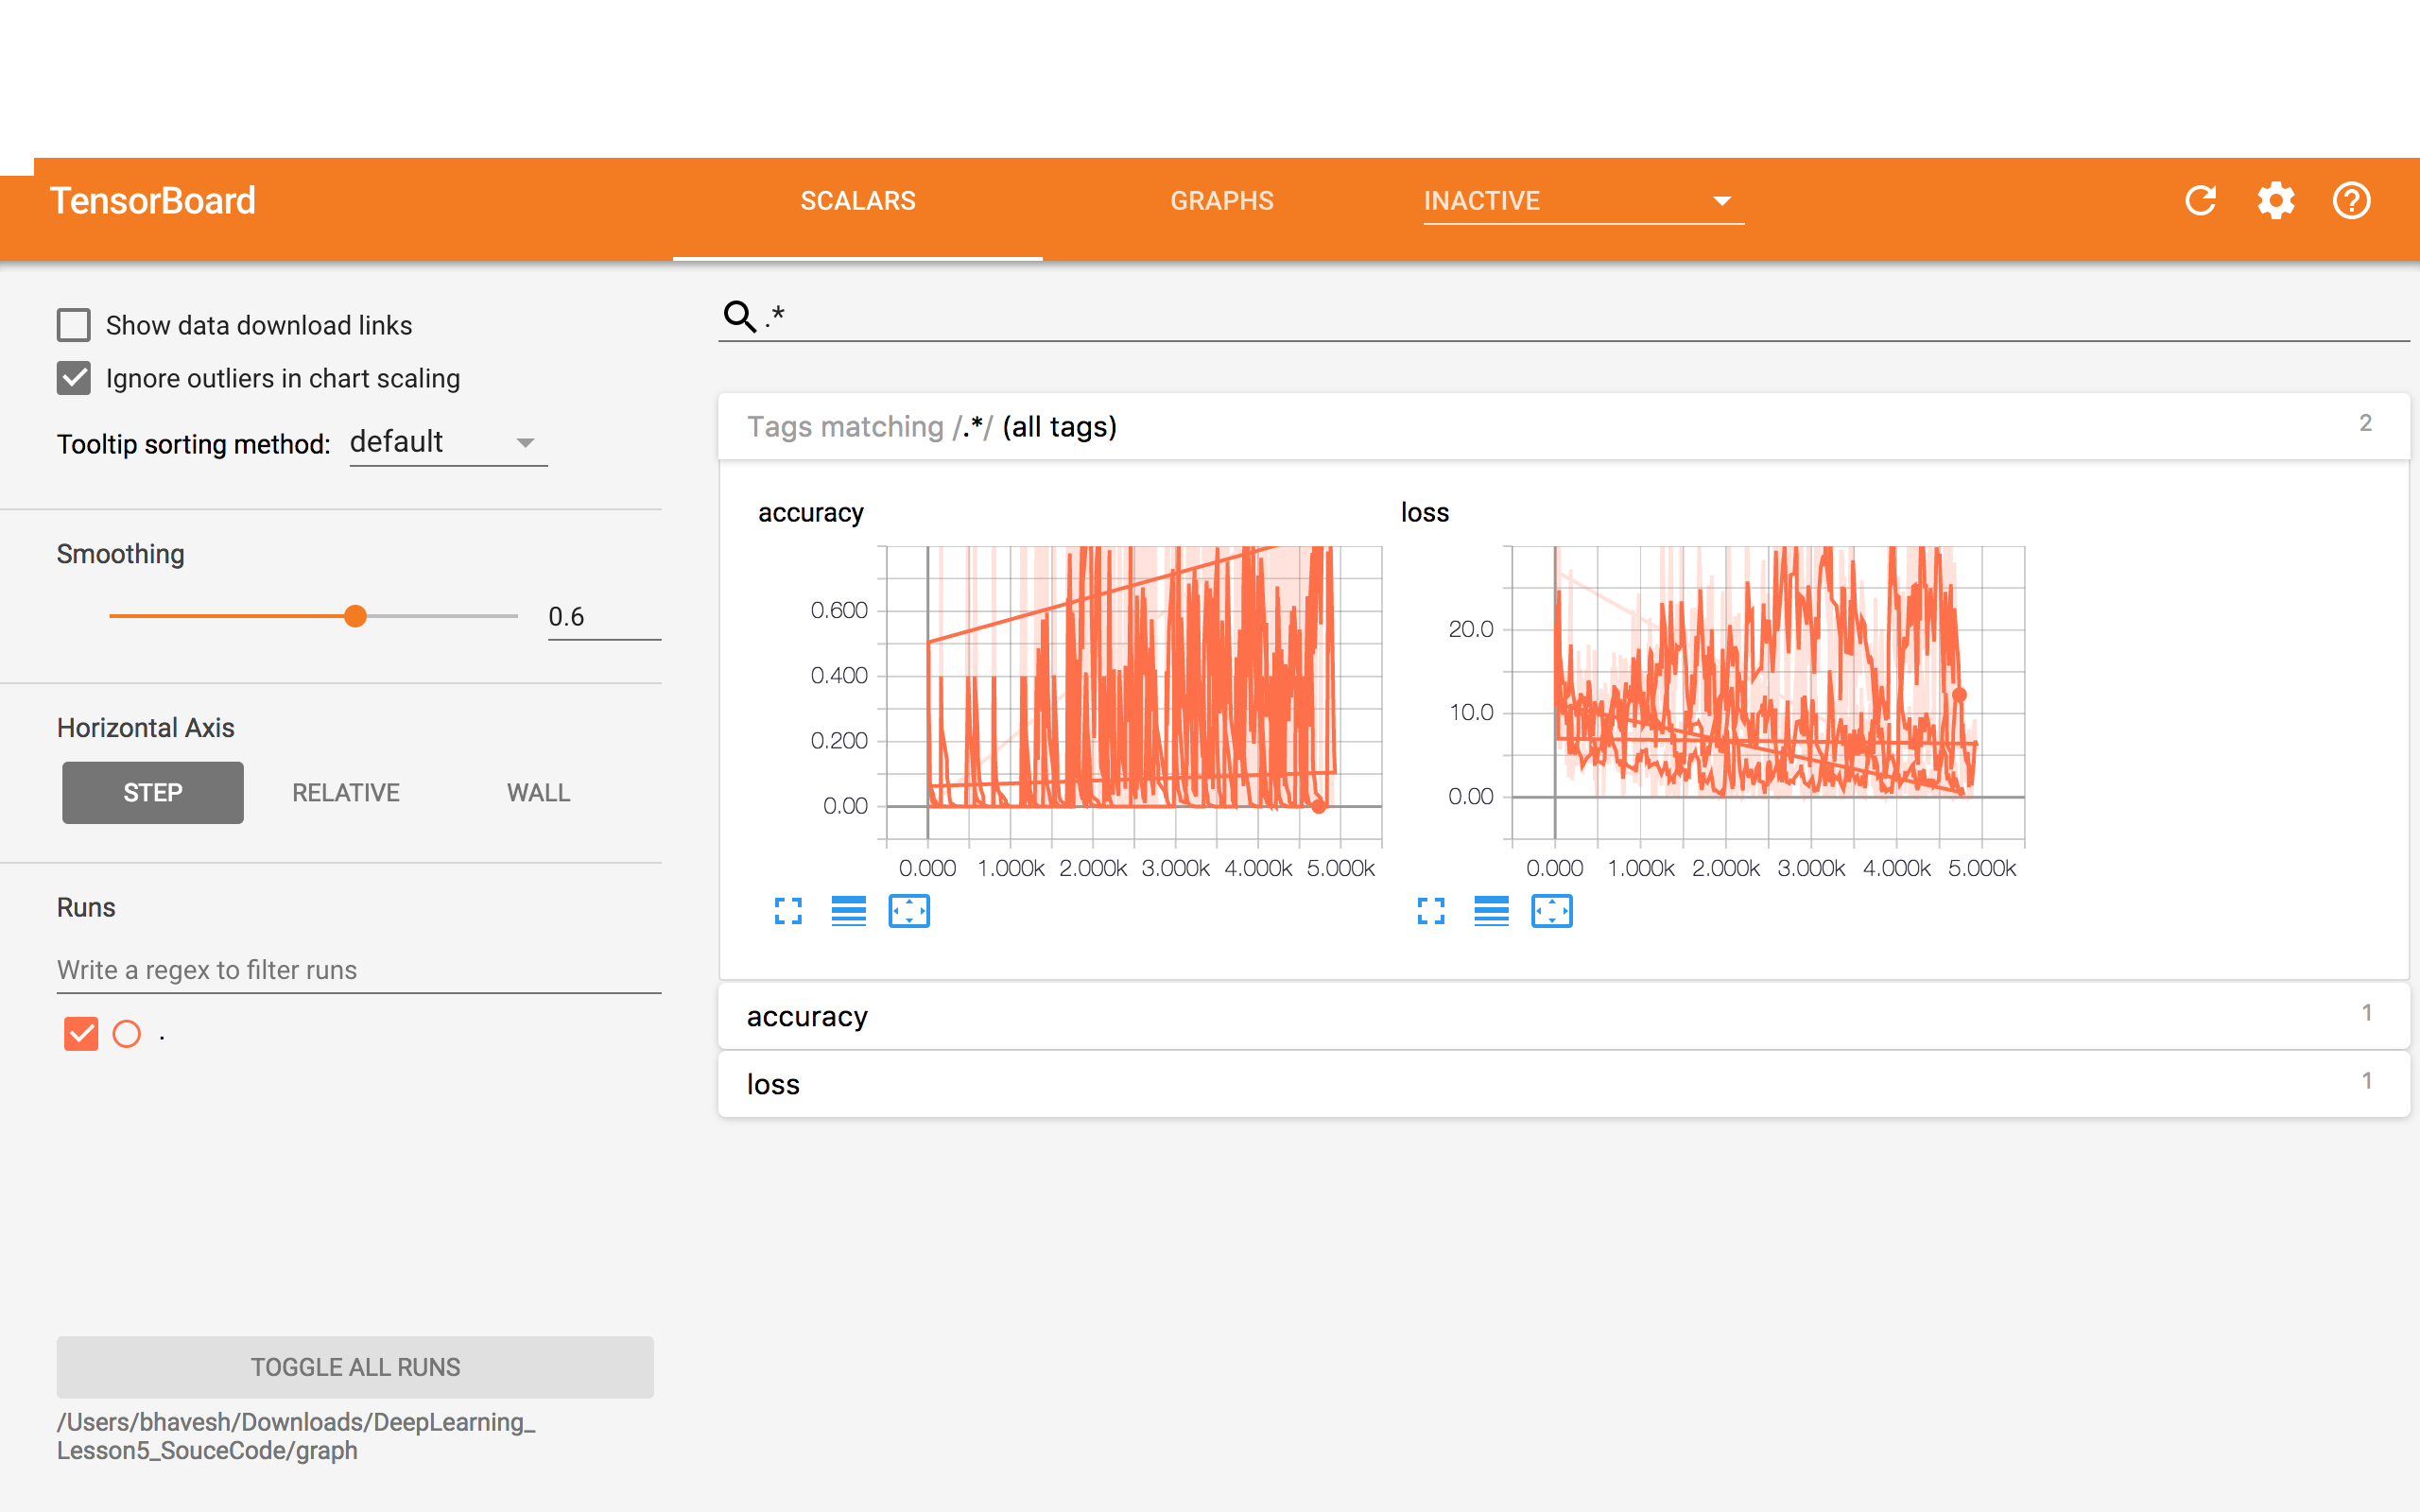 TensorBoard SCALARS GRAPHS INACTIVE
Show data download links
Ignore outliers in chart scaling
Tooltip sorting method: default
Smoothing
0.6
Horizontal Axis
STEP RELATIVE WALL
Runs
Write a regex to filter runs
.
TOGGLE ALL RUNS
/Users/bhavesh/Downloads/DeepLearning_
Lesson5_SouceCode/graph
.*
Tags matching /.*/ (all tags) 2
accuracy
0.600
0.400
0.200
0.00
0.000 1.000k 2.000k 3.000k 4.000k 5.000k
loss
20.0
10.0
0.00
0.000 1.000k 2.000k 3.000k 4.000k 5.000k
accuracy 1
loss 1